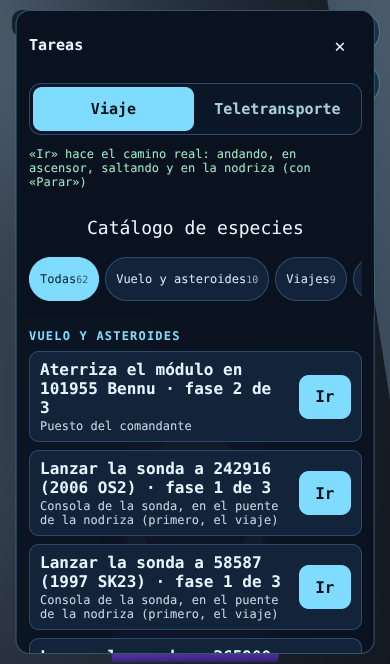 Tareas ×
Viaje Teletransporte
«Ir» hace el camino real: andando, en
ascensor, saltando y en la nodriza (con
«Parar»)
Catálogo de especies
Todas62 Vuelo y asteroides10 Viajes9
VUELO Y ASTEROIDES
Aterriza el módulo en
101955 Bennu · fase 2 de
3
Puesto del comandante
Ir
Lanzar la sonda a 242916
(2006 OS2) · fase 1 de 3
Consola de la sonda, en el puente
de la nodriza (primero, el viaje)
Ir
Lanzar la sonda a 58587
(1997 SK23) · fase 1 de 3
Consola de la sonda, en el puente
de la nodriza (primero, el viaje)
Ir